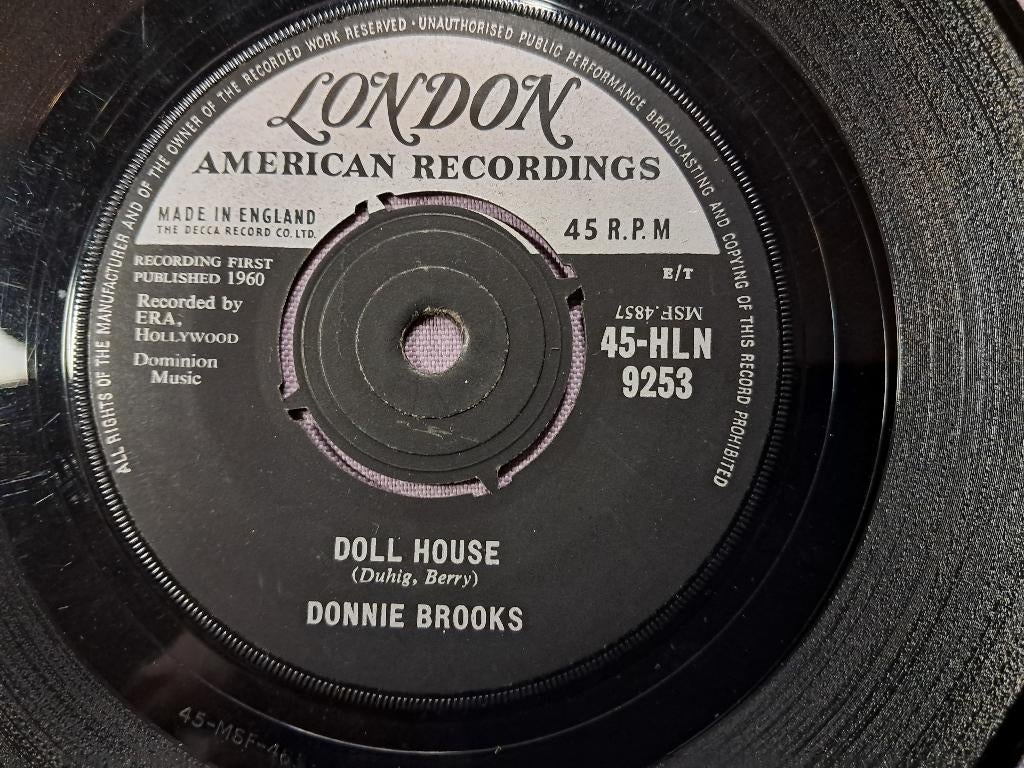 ALL RIGHTS OF THE MANUFACTURER AND OF THE OWNER OF THE RECORDED WORK RESERVED · UNAUTHORISED PUBLIC PERFORMANCE BROADCASTING AND COPYING OF THIS RECORD PROHIBITED
LONDON
AMERICAN RECORDINGS
MADE IN ENGLAND
THE DECCA RECORD CO. LTD.
45 R.P.M
RECORDING FIRST
PUBLISHED 1960
Recorded by
ERA,
HOLLYWOOD
Dominion
Music
B/T
MSF.4857
45-HLN
9253
DOLL HOUSE
(Duhig, Berry)
DONNIE BROOKS